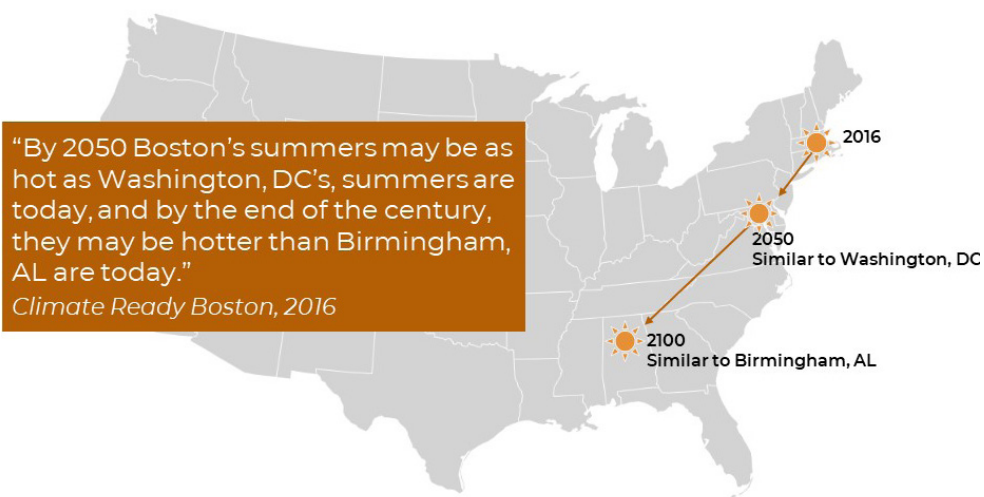 “By 2050 Boston’s summers may be as
hot as Washington, DC’s, summers are
today, and by the end of the century,
they may be hotter than Birmingham,
AL are today.”
Climate Ready Boston, 2016
2016
2050
Similar to Washington, DC
2100
Similar to Birmingham, AL